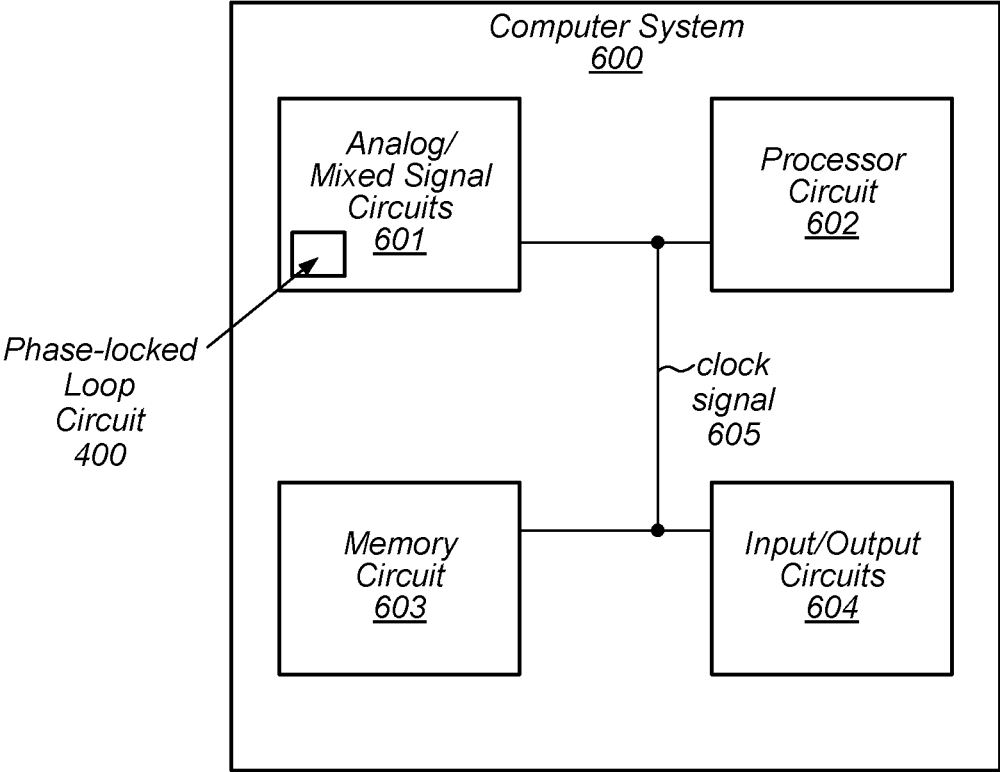 Computer System
600
Analog/
Mixed Signal
Circuits
601
Processor
Circuit
602
Phase-locked
Loop
Circuit
400
clock
signal
605
Memory
Circuit
603
Input/Output
Circuits
604